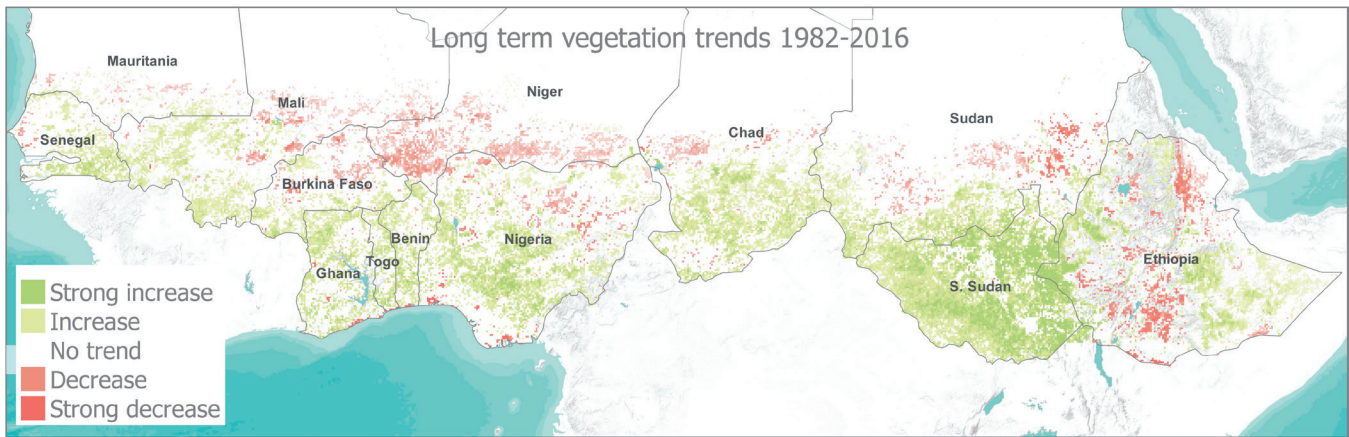 Long term vegetation trends 1982-2016
Mauritania
Mali
Niger
Senegal
Chad
Sudan
Burkina Faso
Benin
Nigeria
Togo
Ghana
S. Sudan
Ethiopia
Strong increase
Increase
No trend
Decrease
Strong decrease